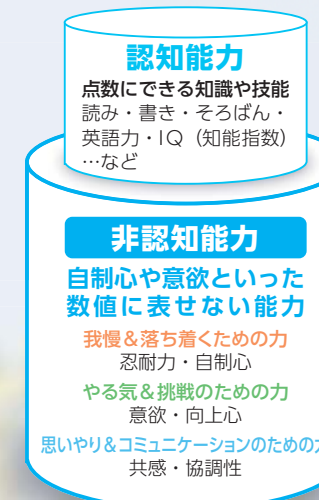 認知能力
点数にできる知識や技能
読み・書き・そろばん・
英語力・IQ（知能指数）
…など
非認知能力
自制心や意欲といった
数値に表せない能力
我慢＆落ち着くための力
忍耐力・自制心
やる気＆挑戦のための力
意欲・向上心
思いやり＆コミュニケーションのための力
共感・協調性